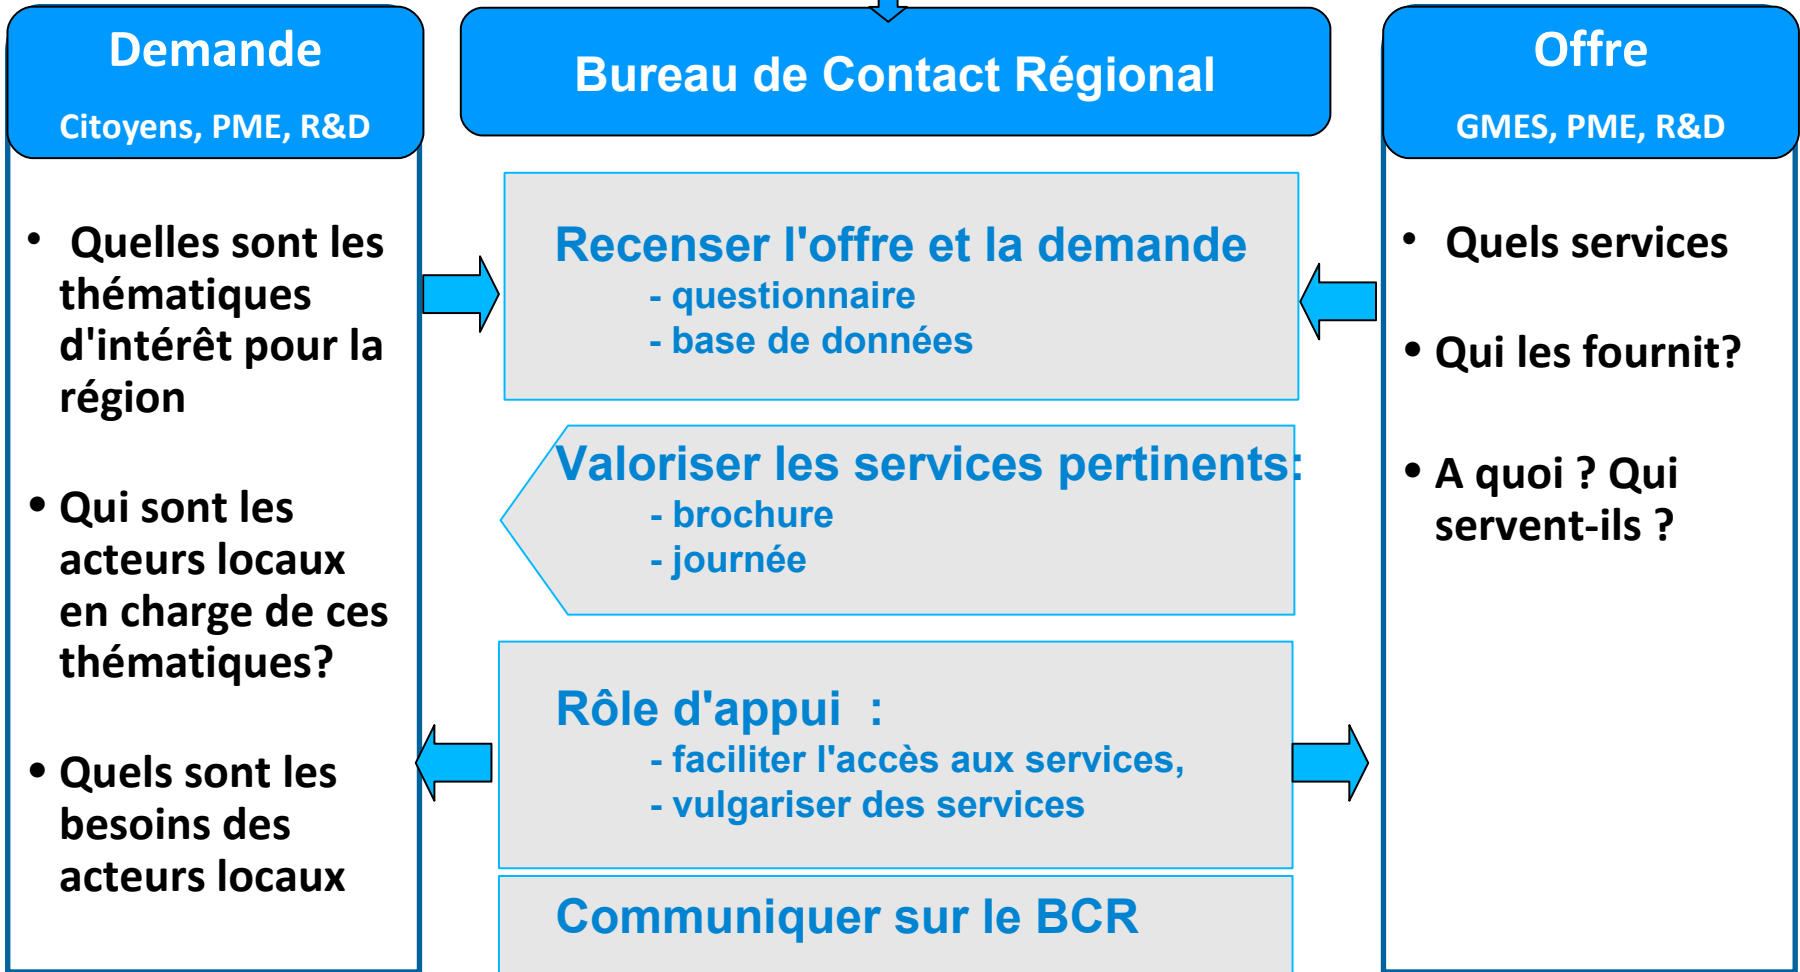 Demande
Citoyens, PME, R&D
• Quelles sont les
thématiques
d'intérêt pour la
région
• Qui sont les
acteurs locaux
en charge de ces
thématiques?
• Quels sont les
besoins des
acteurs locaux
Bureau de Contact Régional
Recenser l'offre et la demande
- questionnaire
- base de données
Valoriser les services pertinents:
- brochure
- journée
Rôle d'appui :
- faciliter l'accès aux services,
- vulgariser des services
Communiquer sur le BCR
Offre
GMES, PME, R&D
• Quels services
• Qui les fournit?
• A quoi ? Qui
servent-ils ?